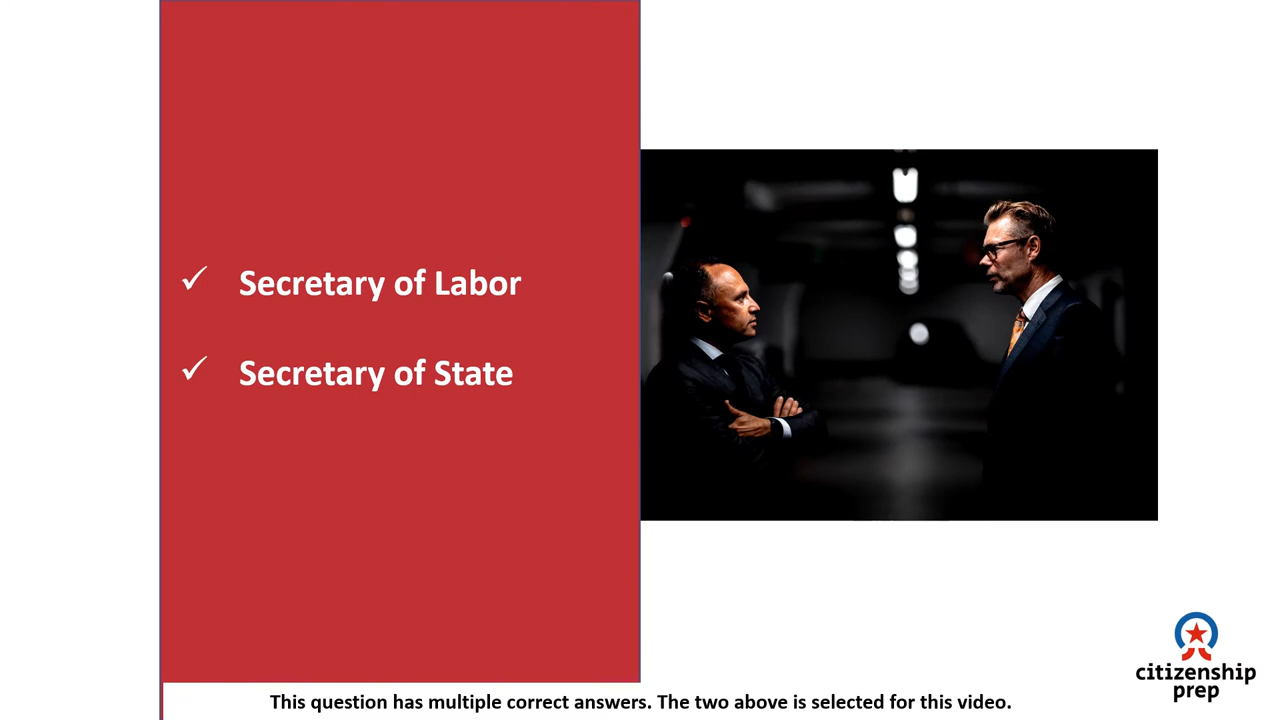 Secretary of Labor
Secretary of State
This question has multiple correct answers. The two above is selected for this video.
citizenship
prep